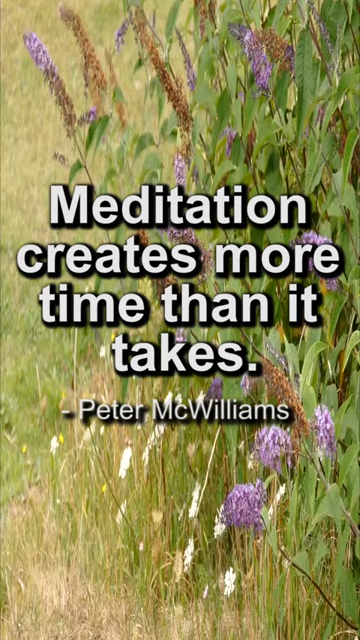 Meditation
creates more
time than it
takes.
- Peter McWilliams